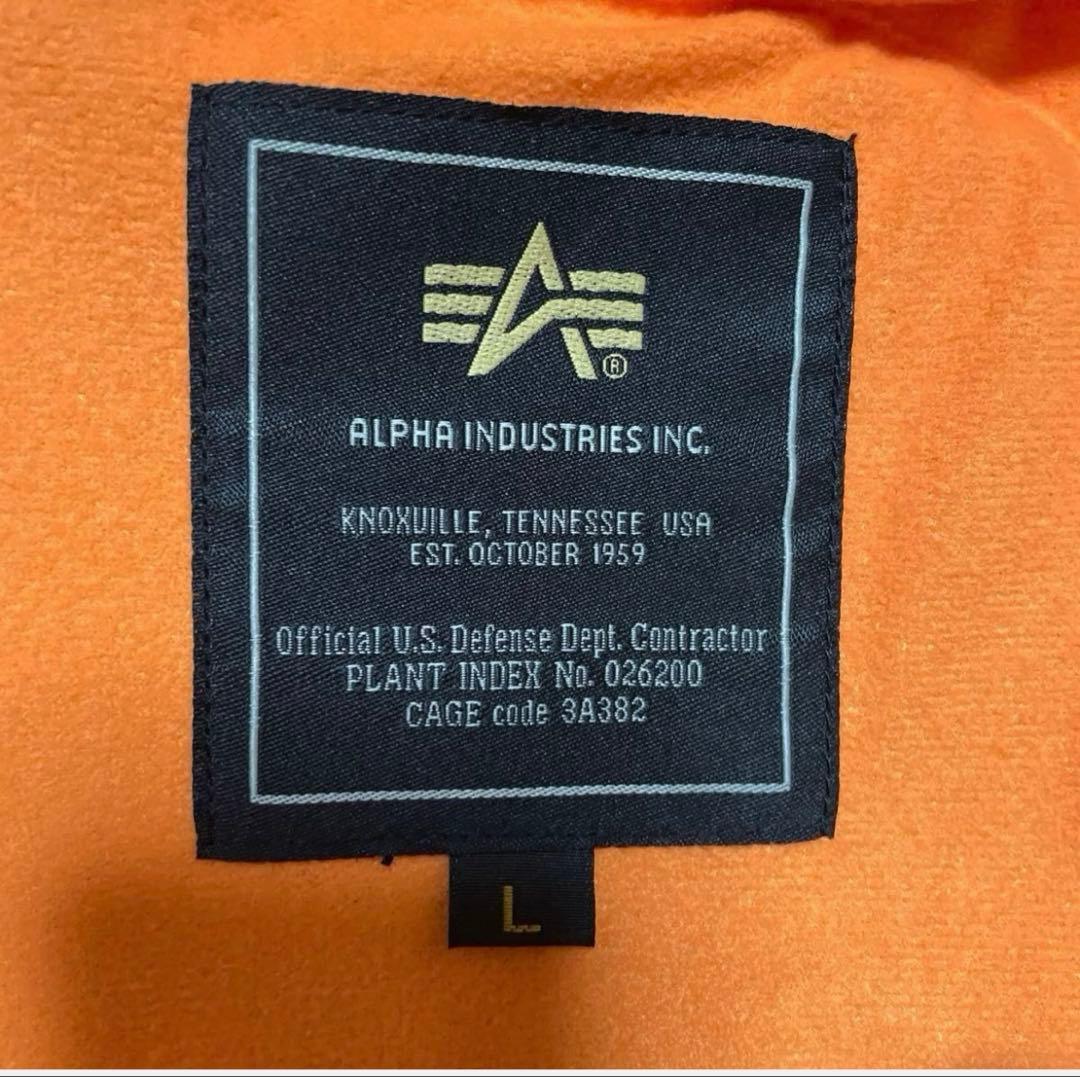 ®
ALPHA INDUSTRIES INC.
KNOXVILLE, TENNESSEE USA
EST. OCTOBER 1959
Official U.S. Defense Dept. Contractor
PLANT INDEX No. 026200
CAGE code 3A382
L